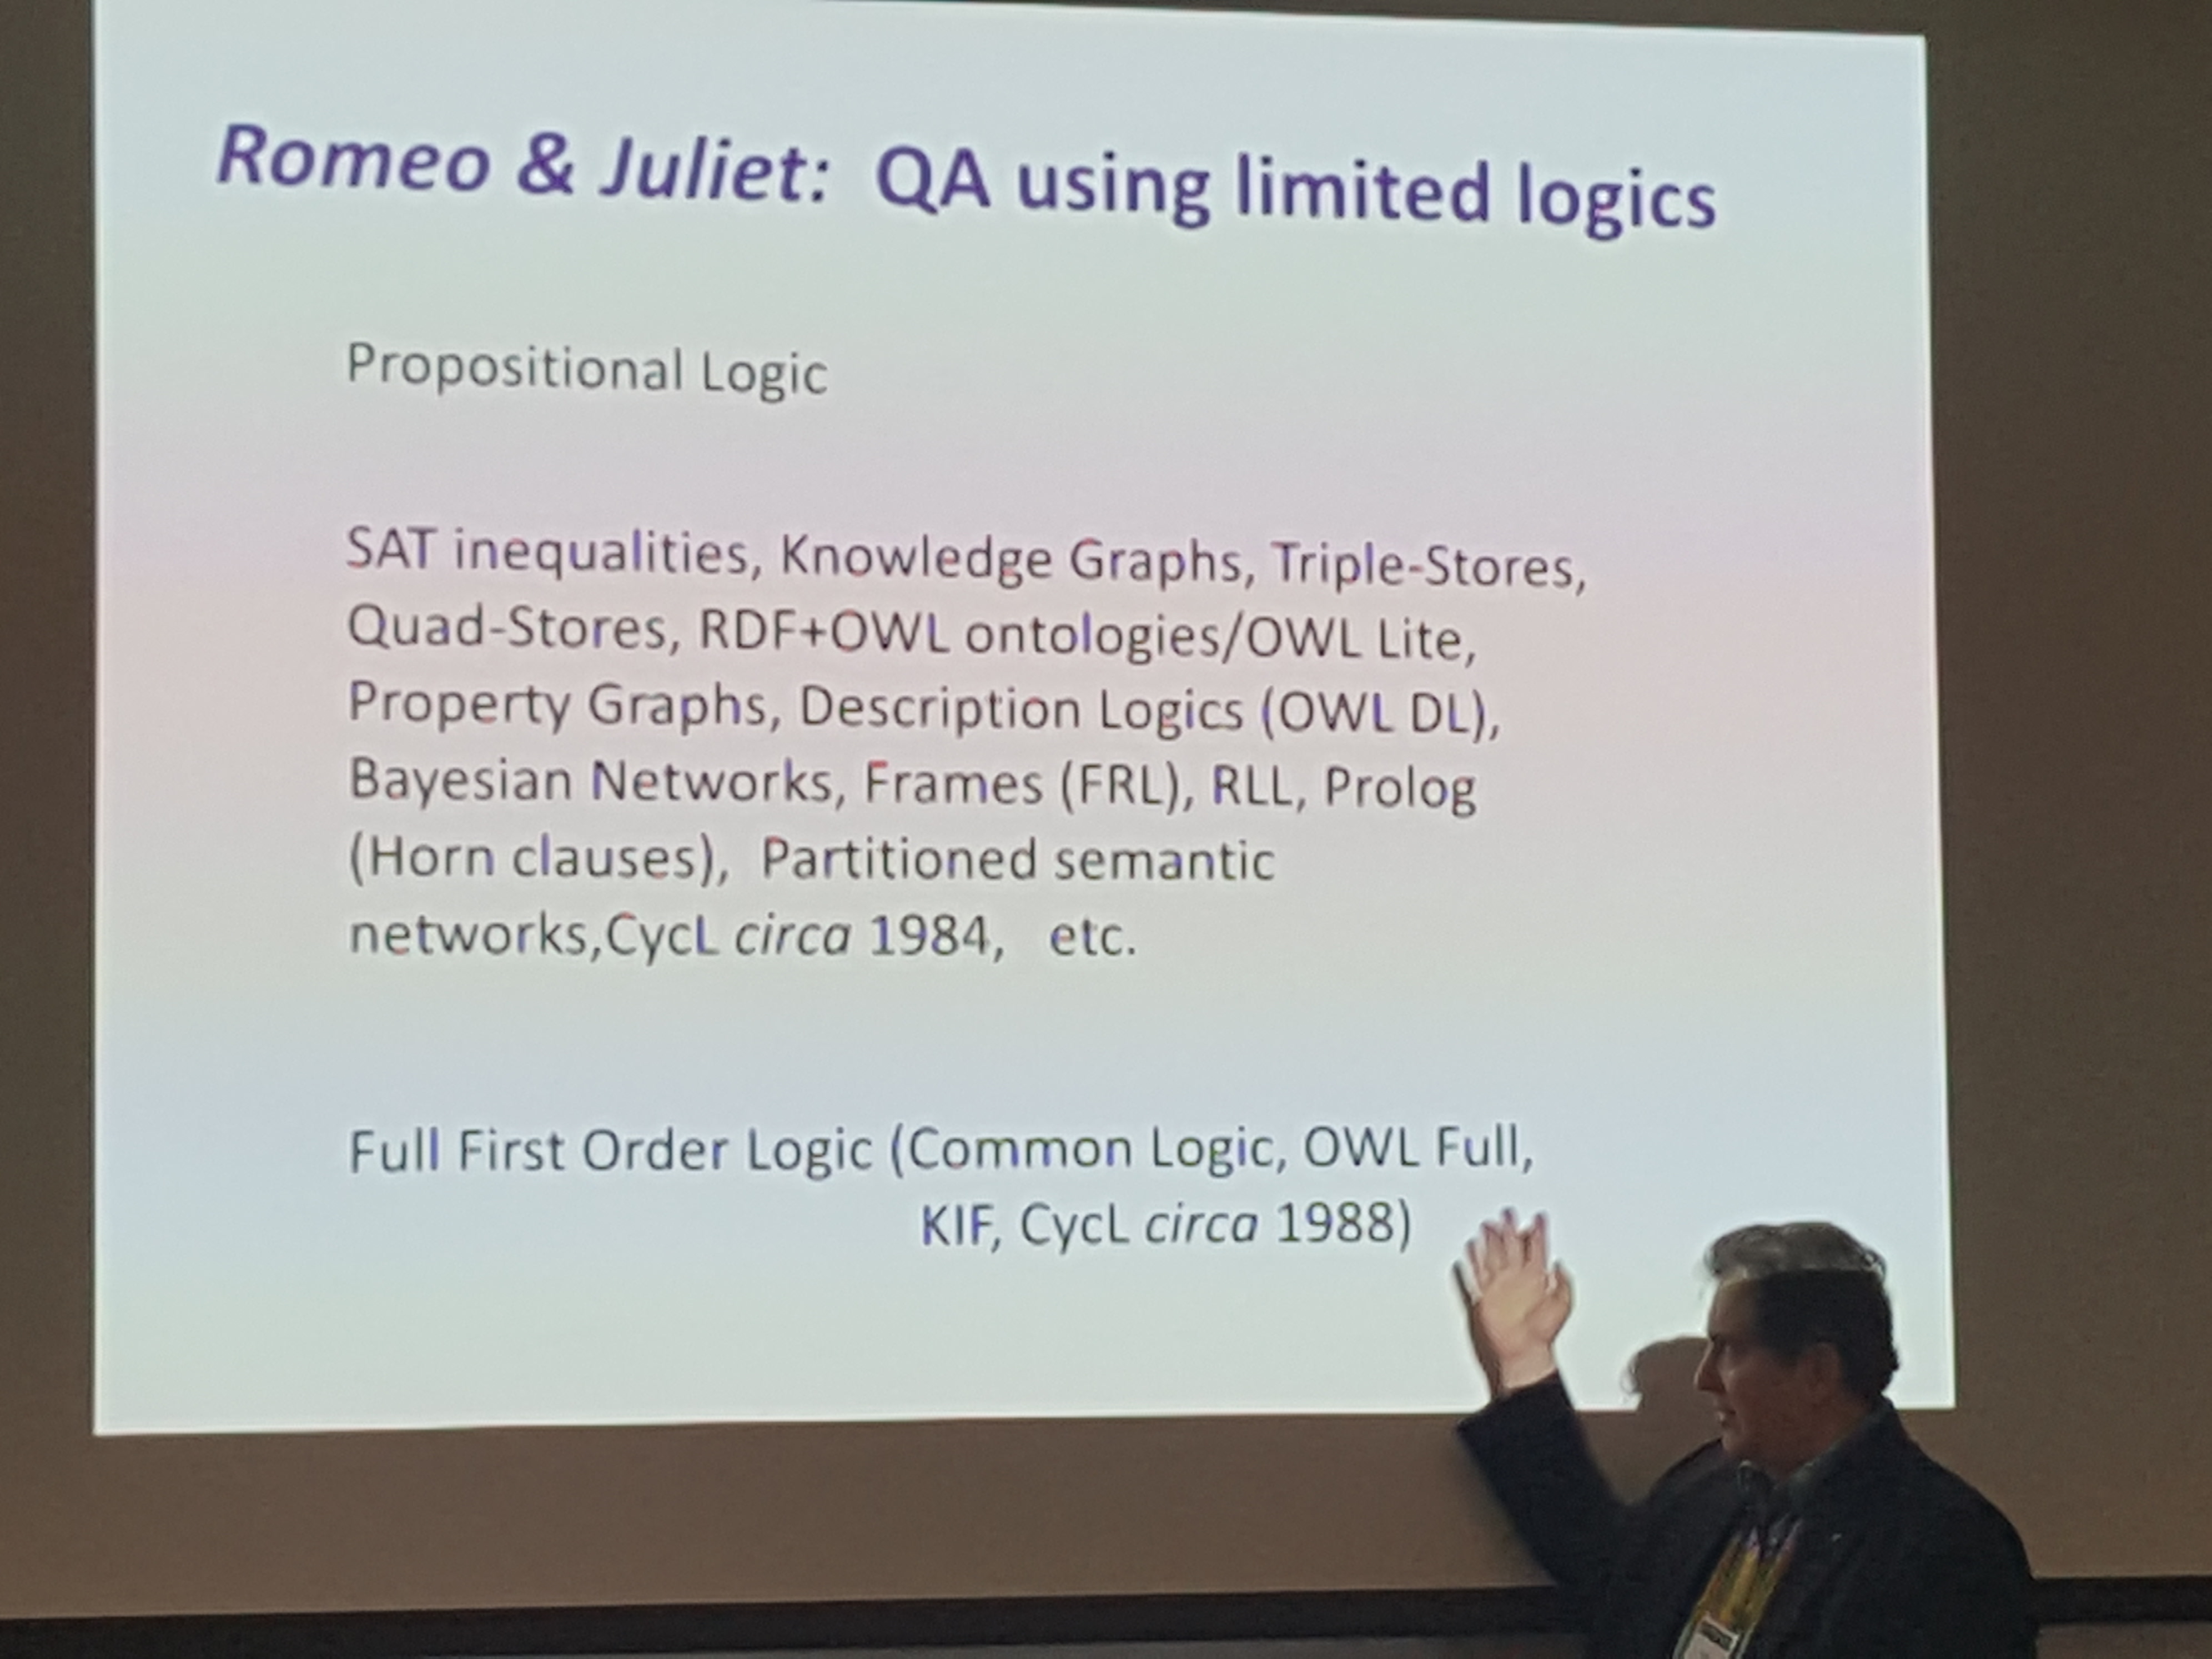 Romeo & Juliet: QA using limited logics
Propositional Logic
SAT inequalities, Knowledge Graphs, Triple-Stores,
Quad-Stores, RDF+OWL ontologies/OWL Lite,
Property Graphs, Description Logics (OWL DL),
Bayesian Networks, Frames (FRL), RLL, Prolog
(Horn clauses), Partitioned semantic
networks,CycL circa 1984, etc.
Full First Order Logic (Common Logic, OWL Full,
KIF, CycL circa 1988)